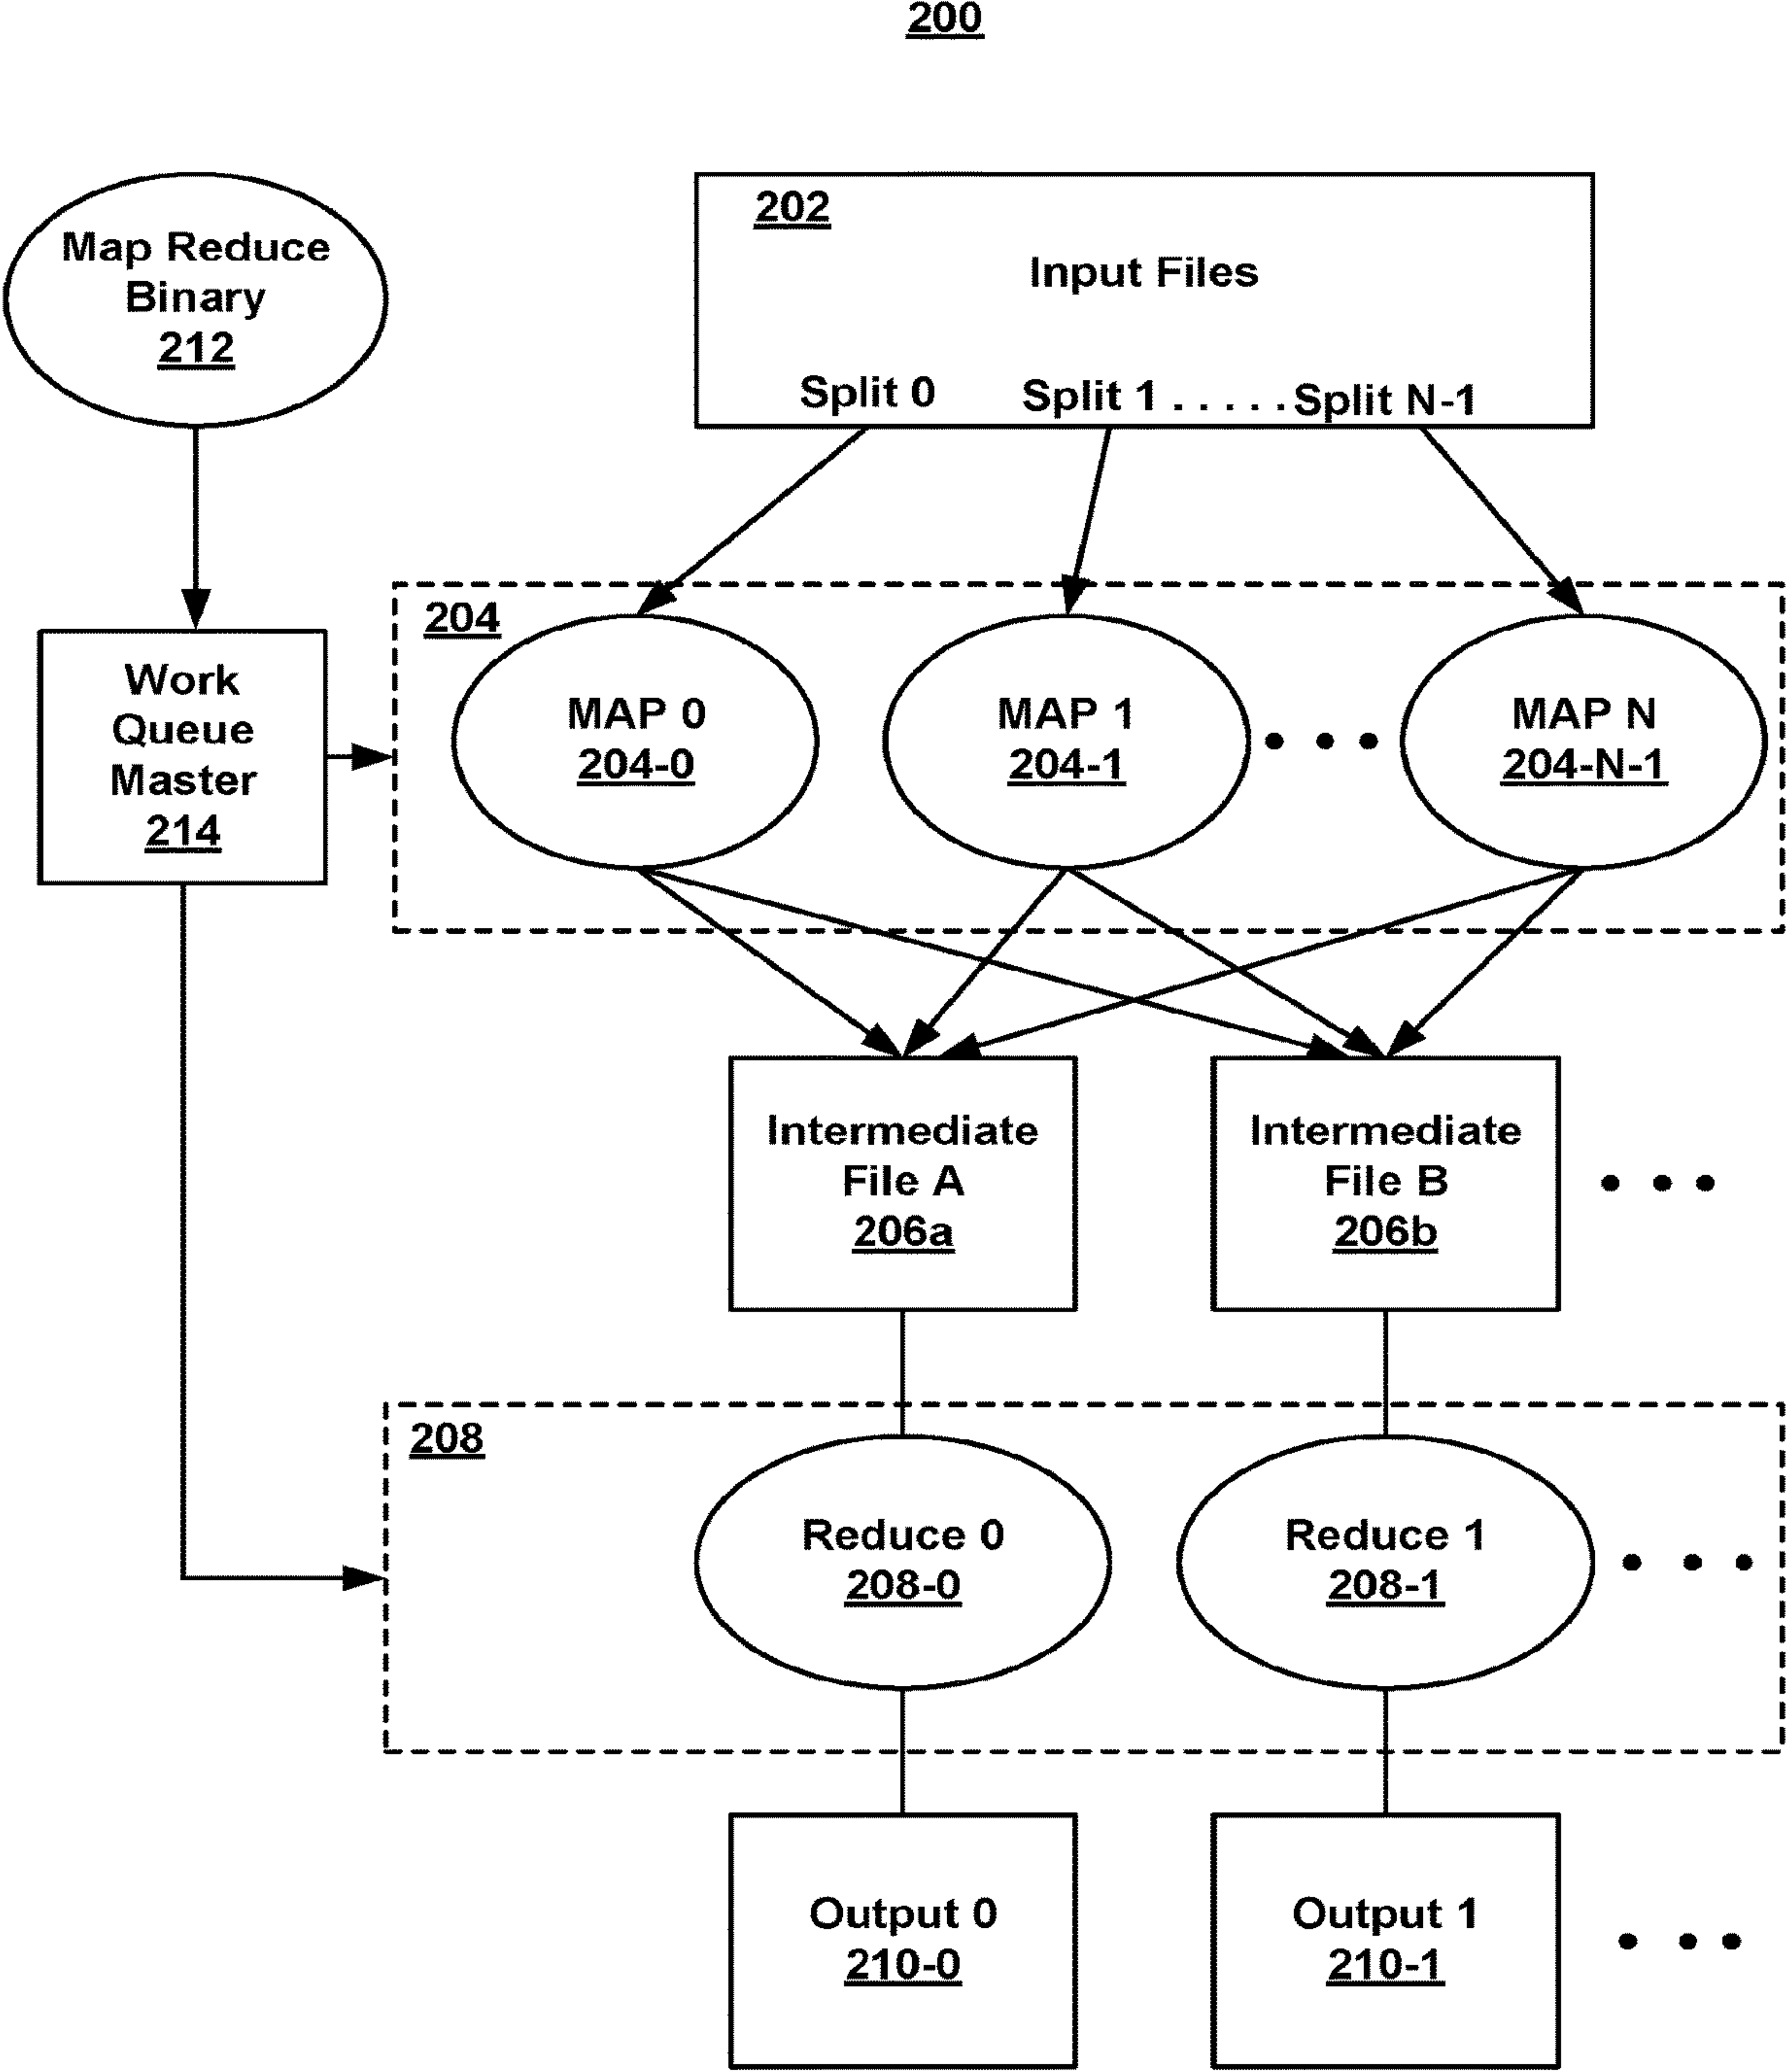 200
Map Reduce
Binary
212
202
Input Files
Split 0
Split 1 . . . . . Split N-1
Work
Queue
Master
214
204
MAP 0
204-0
MAP 1
204-1
MAP N
204-N-1
Intermediate
File A
206a
Intermediate
File B
206b
208
Reduce 0
208-0
Reduce 1
208-1
Output 0
210-0
Output 1
210-1